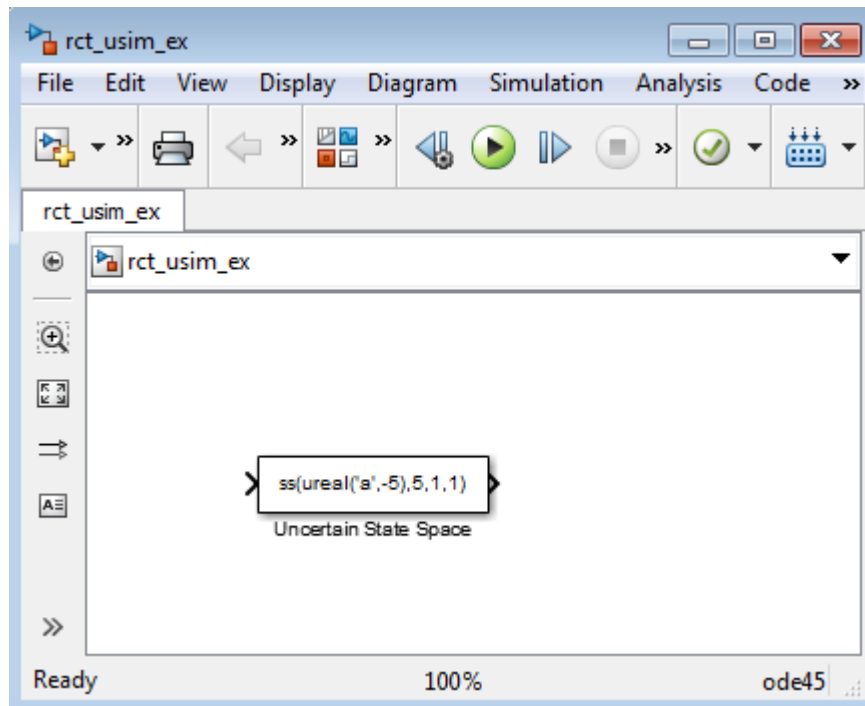 rct_usim_ex
File Edit View Display Diagram Simulation Analysis Code »
rct_usim_ex
rct_usim_ex
ss(ureal('a',-5),5,1,1)
Uncertain State Space
Ready 100% ode45